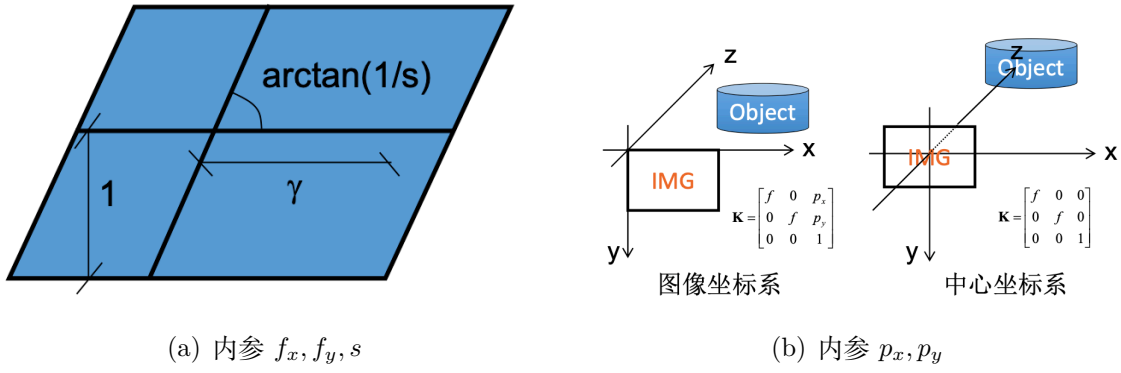 arctan(1/s)
1
γ
(a) 内参 f_x, f_y, s
z
Object
x
IMG
y
K = [f 0 p_x; 0 f p_y; 0 0 1]
图像坐标系
z
Object
x
IMG
y
K = [f 0 0; 0 f 0; 0 0 1]
中心坐标系
(b) 内参 p_x, p_y